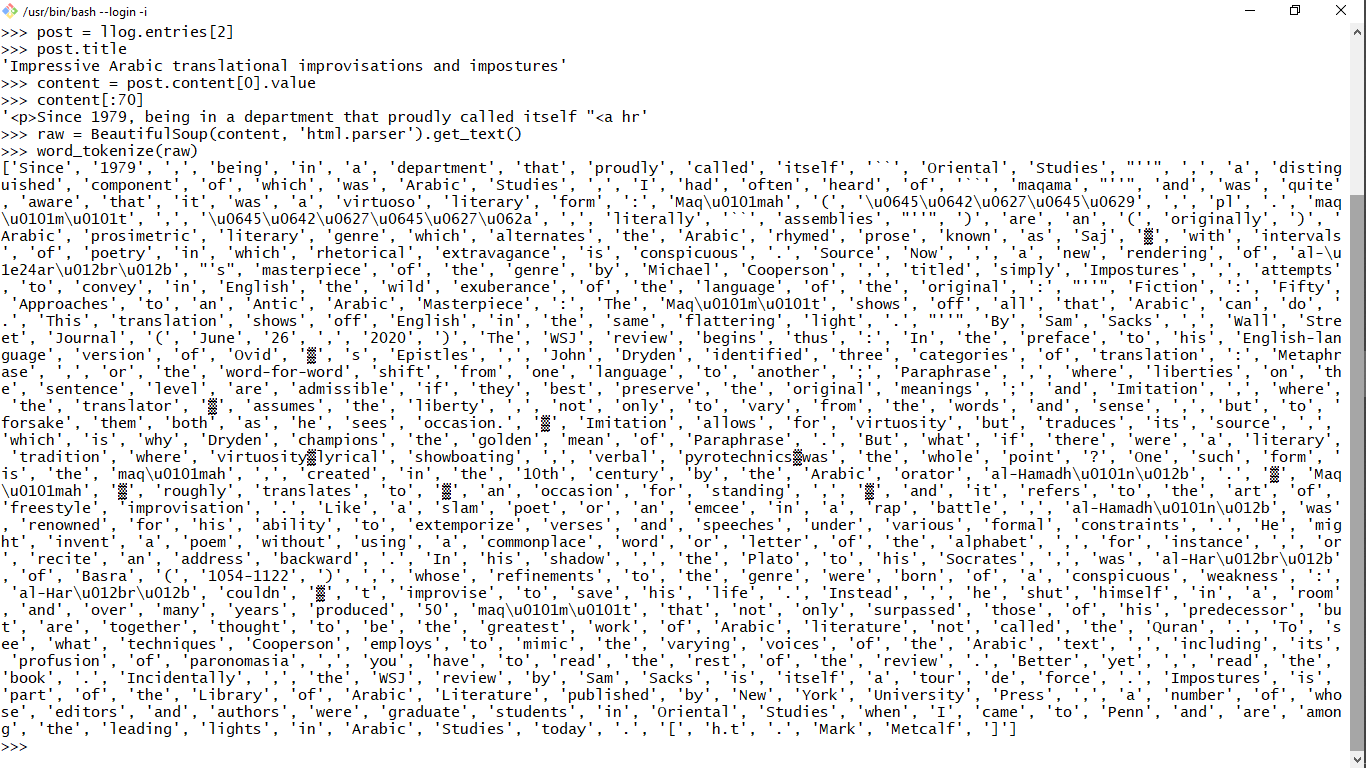 /usr/bin/bash --login -i
>>> post = llog.entries[2]
>>> post.title
'Impressive Arabic translational improvisations and impostures'
>>> content = post.content[0].value
>>> content[:70]
'<p>Since 1979, being in a department that proudly called itself "<a hr'
>>> raw = BeautifulSoup(content, 'html.parser').get_text()
>>> word_tokenize(raw)
['Since', '1979', ',', 'being', 'in', 'a', 'department', 'that', 'proudly', 'called', 'itself', '``', 'Oriental', 'Studies', "''", ',', 'a', 'disting
uished', 'component', 'of', 'which', 'was', 'Arabic', 'Studies', ',', 'I', 'had', 'often', 'heard', 'of', '``', 'maqama', "''", 'and', 'was', 'quite'
, 'aware', 'that', 'it', 'was', 'a', 'virtuoso', 'literary', 'form', ':', 'Maq\u0101mah', '(', '\u0645\u0642\u0627\u0645\u0629', ',', 'pl', '.', 'maq
\u0101m\u0101t', ',', '\u0645\u0642\u0627\u0645\u0627\u062a', ',', 'literally', '``', 'assemblies', "''", ')', 'are', 'an', '(', 'originally', ')', '
Arabic', 'prosimetric', 'literary', 'genre', 'which', 'alternates', 'the', 'Arabic', 'rhymed', 'prose', 'known', 'as', 'Saj', '▒', 'with', 'intervals
', 'of', 'poetry', 'in', 'which', 'rhetorical', 'extravagance', 'is', 'conspicuous', '.', 'Source', 'Now', ',', 'a', 'new', 'rendering', 'of', 'al-\u
1e24ar\u012br\u012b', "'s", 'masterpiece', 'of', 'the', 'genre', 'by', 'Michael', 'Cooperson', ',', 'titled', 'simply', 'Impostures', ',', 'attempts'
, 'to', 'convey', 'in', 'English', 'the', 'wild', 'exuberance', 'of', 'the', 'language', 'of', 'the', 'original', ':', "''", 'Fiction', ':', 'Fifty',
'Approaches', 'to', 'an', 'Antic', 'Arabic', 'Masterpiece', ':', 'The', 'Maq\u0101m\u0101t', 'shows', 'off', 'all', 'that', 'Arabic', 'can', 'do', '
.', 'This', 'translation', 'shows', 'off', 'English', 'in', 'the', 'same', 'flattering', 'light', '.', "''", 'By', 'Sam', 'Sacks', ',', 'Wall', 'Stre
et', 'Journal', '(', 'June', '26', ',', '2020', ')', 'The', 'WSJ', 'review', 'begins', 'thus', ':', 'In', 'the', 'preface', 'to', 'his', 'English-lan
guage', 'version', 'of', 'Ovid', '▒', 's', 'Epistles', ',', 'John', 'Dryden', 'identified', 'three', 'categories', 'of', 'translation', ':', 'Metaphr
ase', ',', 'or', 'the', 'word-for-word', 'shift', 'from', 'one', 'language', 'to', 'another', ';', 'Paraphrase', ',', 'where', 'liberties', 'on', 'th
e', 'sentence', 'level', 'are', 'admissible', 'if', 'they', 'best', 'preserve', 'the', 'original', 'meanings', ';', 'and', 'Imitation', ',', 'where',
'the', 'translator', '▒', 'assumes', 'the', 'liberty', ',', 'not', 'only', 'to', 'vary', 'from', 'the', 'words', 'and', 'sense', ',', 'but', 'to', '
forsake', 'them', 'both', 'as', 'he', 'sees', 'occasion.', '▒', 'Imitation', 'allows', 'for', 'virtuosity', 'but', 'traduces', 'its', 'source', ',',
'which', 'is', 'why', 'Dryden', 'champions', 'the', 'golden', 'mean', 'of', 'Paraphrase', '.', 'But', 'what', 'if', 'there', 'were', 'a', 'literary',
'tradition', 'where', 'virtuosity▒lyrical', 'showboating', ',', 'verbal', 'pyrotechnics▒was', 'the', 'whole', 'point', '?', 'One', 'such', 'form', '
is', 'the', 'maq\u0101mah', ',', 'created', 'in', 'the', '10th', 'century', 'by', 'the', 'Arabic', 'orator', 'al-Hamadh\u0101n\u012b', '.', '▒', 'Maq
\u0101mah', '▒', 'roughly', 'translates', 'to', '▒', 'an', 'occasion', 'for', 'standing', ',', '▒', 'and', 'it', 'refers', 'to', 'the', 'art', 'of',
'freestyle', 'improvisation', '.', 'Like', 'a', 'slam', 'poet', 'or', 'an', 'emcee', 'in', 'a', 'rap', 'battle', ',', 'al-Hamadh\u0101n\u012b', 'was'
, 'renowned', 'for', 'his', 'ability', 'to', 'extemporize', 'verses', 'and', 'speeches', 'under', 'various', 'formal', 'constraints', '.', 'He', 'mig
ht', 'invent', 'a', 'poem', 'without', 'using', 'a', 'commonplace', 'word', 'or', 'letter', 'of', 'the', 'alphabet', ',', 'for', 'instance', ',', 'or
', 'recite', 'an', 'address', 'backward', '.', 'In', 'his', 'shadow', ',', 'the', 'Plato', 'to', 'his', 'Socrates', ',', 'was', 'al-Har\u012br\u012b'
, 'of', 'Basra', '(', '1054-1122', ')', ',', 'whose', 'refinements', 'to', 'the', 'genre', 'were', 'born', 'of', 'a', 'conspicuous', 'weakness', ':',
'al-Har\u012br\u012b', 'couldn', '▒', 't', 'improvise', 'to', 'save', 'his', 'life', '.', 'Instead', ',', 'he', 'shut', 'himself', 'in', 'a', 'room'
, 'and', 'over', 'many', 'years', 'produced', '50', 'maq\u0101m\u0101t', 'that', 'not', 'only', 'surpassed', 'those', 'of', 'his', 'predecessor', 'bu
t', 'are', 'together', 'thought', 'to', 'be', 'the', 'greatest', 'work', 'of', 'Arabic', 'literature', 'not', 'called', 'the', 'Quran', '.', 'To', 's
ee', 'what', 'techniques', 'Cooperson', 'employs', 'to', 'mimic', 'the', 'varying', 'voices', 'of', 'the', 'Arabic', 'text', ',', 'including', 'its',
'profusion', 'of', 'paronomasia', ',', 'you', 'have', 'to', 'read', 'the', 'rest', 'of', 'the', 'review', '.', 'Better', 'yet', ',', 'read', 'the',
'book', '.', 'Incidentally', ',', 'the', 'WSJ', 'review', 'by', 'Sam', 'Sacks', 'is', 'itself', 'a', 'tour', 'de', 'force', '.', 'Impostures', 'is',
'part', 'of', 'the', 'Library', 'of', 'Arabic', 'Literature', 'published', 'by', 'New', 'York', 'University', 'Press', ',', 'a', 'number', 'of', 'who
se', 'editors', 'and', 'authors', 'were', 'graduate', 'students', 'in', 'Oriental', 'Studies', 'when', 'I', 'came', 'to', 'Penn', 'and', 'are', 'amon
g', 'the', 'leading', 'lights', 'in', 'Arabic', 'Studies', 'today', '.', '[', 'h.t', '.', 'Mark', 'Metcalf', ']']
>>>